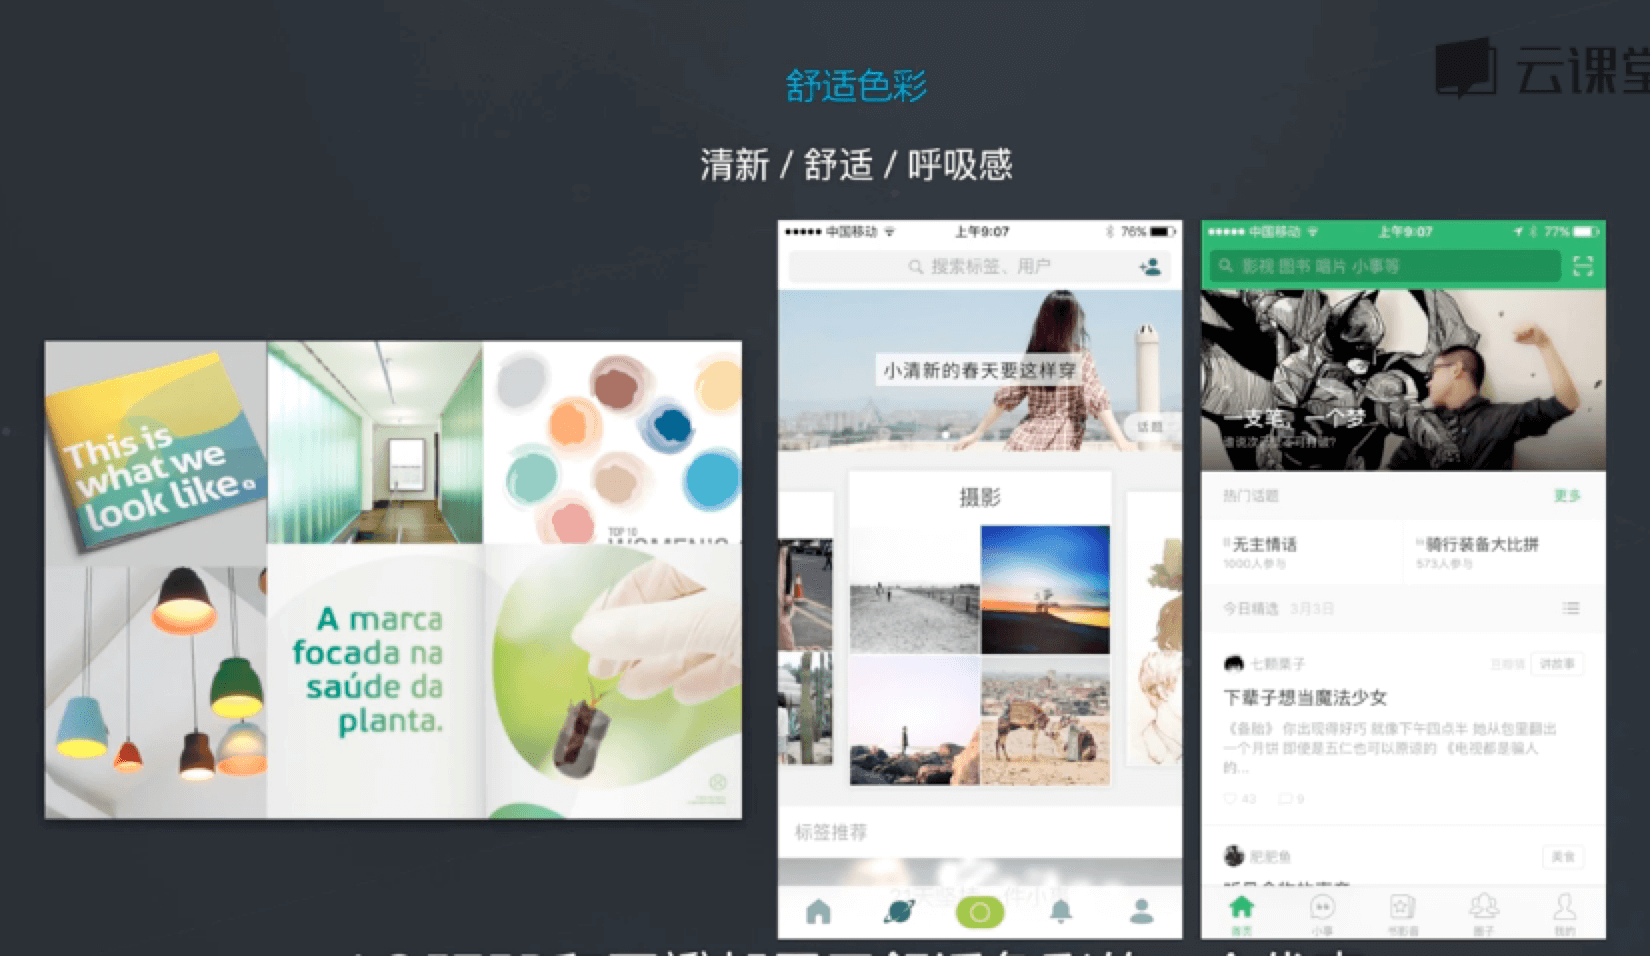 云课堂
舒适色彩
清新 / 舒适 / 呼吸感
This is
what we
look like
TOP 10
WOMEN'S
A marca
focada na
saúde da
planta.
中国移动 上午9:07 76%
搜索标签、用户
小清新的春天要这样穿
话题
摄影
标签推荐
中国移动 上午9:07 77%
影视 图书 唱片 小事等
一支笔，一个梦
热门话题 更多
无主情话
1000人参与
骑行装备大比拼
573人参与
今日精选 3月3日
七颗栗子 讲故事
下辈子想当魔法少女
《备胎》 你出现得好巧 就像下午四点半 她从包里翻出
一个月饼 即使是五仁也可以原谅的 《电视都是骗人
的...
43 9
肥肥鱼 美食
首页 小事 书影音 圈子 我的